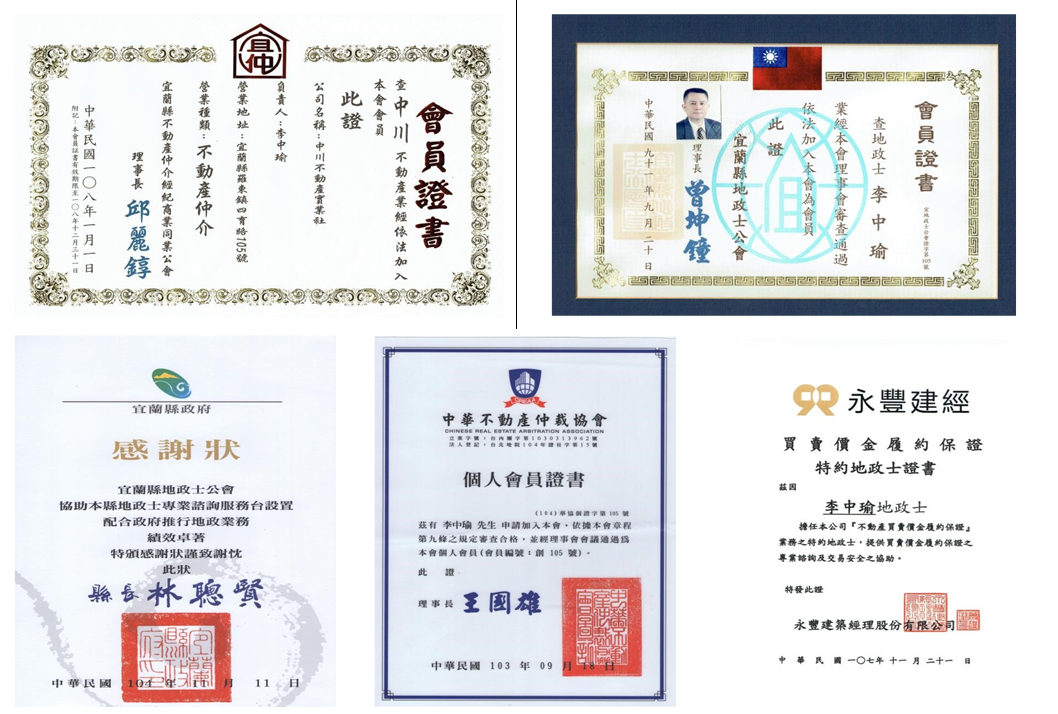 宜仲
會員證書
查中川不動產業經依法加入
本會會員
此證
公司名稱：中川不動產實業社
負責人：李中瑜
營業地址：宜蘭縣羅東鎮四育路105號
營業種類：不動產仲介
宜蘭縣不動產仲介經紀商業同業公會
理事長 邱麗錞
中華民國一〇八年一月一日
附記：本會員證書有效期限至一〇八年十二月三十一日
會員證書
宜地政士公會證字第105號
查地政士李中瑜
業經本會理事會審查通過
依法加入本會為會員
此證
宜蘭縣地政士公會
理事長 曾坤鐘
中華民國九十一年九月二十日
宜蘭縣政府
感謝狀
宜蘭縣地政士公會
協助本縣地政士專業諮詢服務台設置
配合政府推行地政業務
績效卓著
特頒感謝狀謹致謝忱
此狀
縣長 林聰賢
中華民國 104 年 11 月 11 日
中華不動產仲裁協會
CHINESE REAL ESTATE ARBITRATION ASSOCIATION
立案字號：台內團字第1030313962號
法人登記：台北地院104年證社字第15號
個人會員證書
(104)華協個證字第 105 號
茲有 李中瑜 先生 申請加入本會，依據本會章程
第九條之規定審查合格，並經理事會會議通過為
本會個人會員(會員編號：創 105 號)。
此 證
理事長 王國雄
中華民國 103 年 09 月 18 日
永豐建經
買賣價金履約保證
特約地政士證書
茲因
李中瑜地政士
擔任本公司『不動產買賣價金履約保證』
業務之特約地政士，提供買賣價金履約保證之
專業諮詢及交易安全之協助。
特發此證
永豐建築經理股份有限公司
中華民國一〇七年十一月二十一日